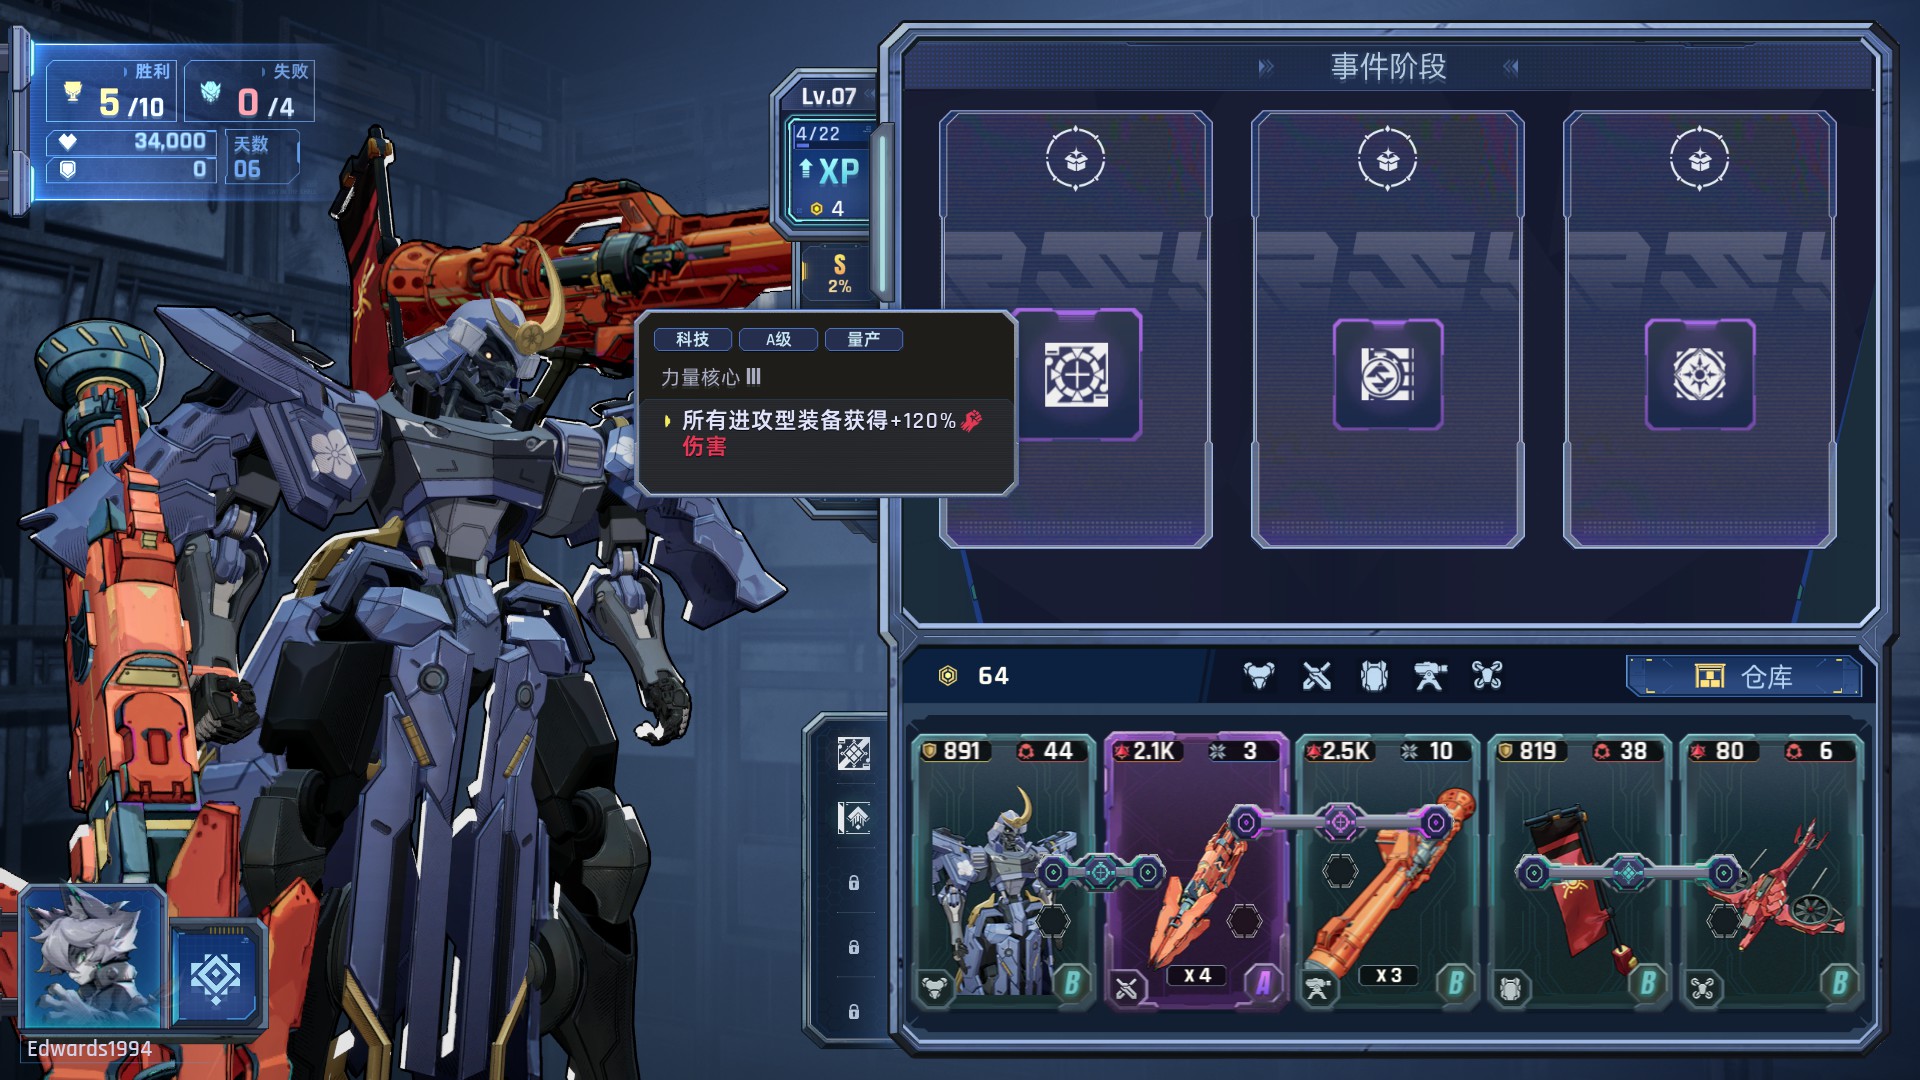 胜利
5/10
失败
0/4
34,000
0
天数
06
Lv.07
4/22
XP
4
S
2%
事件阶段
科技
A级
量产
力量核心 III
所有进攻型装备获得+120%
伤害
64
仓库
891
44
2.1K
3
2.5K
10
819
38
80
6
x4
x3
B
A
B
B
B
Edwards1994